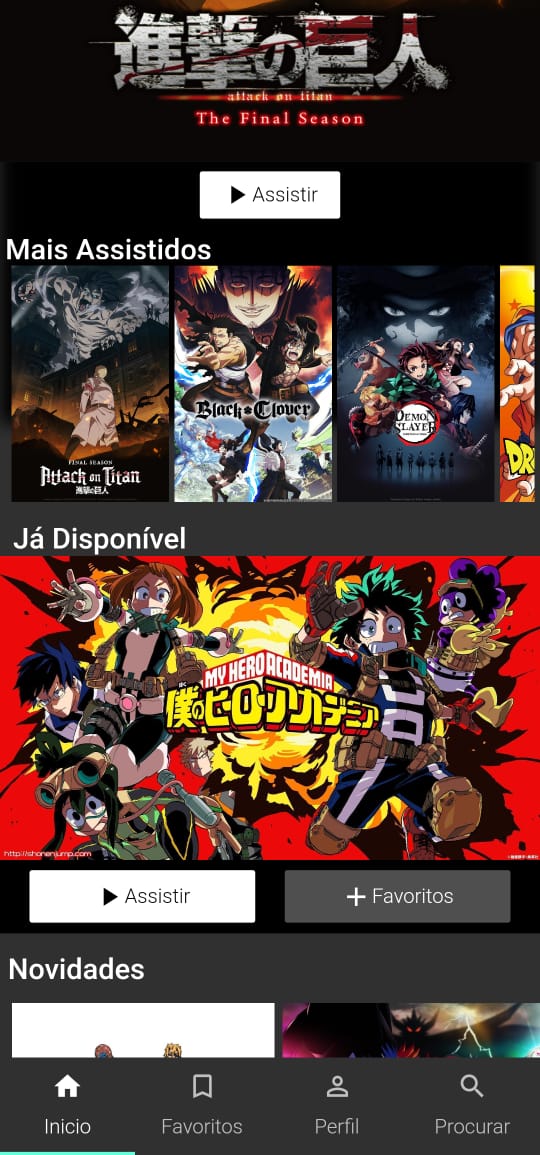 進撃の巨人
attack on titan
The Final Season
Assistir
Mais Assistidos
FINAL SEASON
Attack on Titan
進撃の巨人
Black Clover
DEMON
SLAYER
DR
Já Disponível
MY HERO ACADEMIA
僕のヒーローアカデミア
http://shonenjump.com
Assistir
+ Favoritos
Novidades
Inicio
Favoritos
Perfil
Procurar